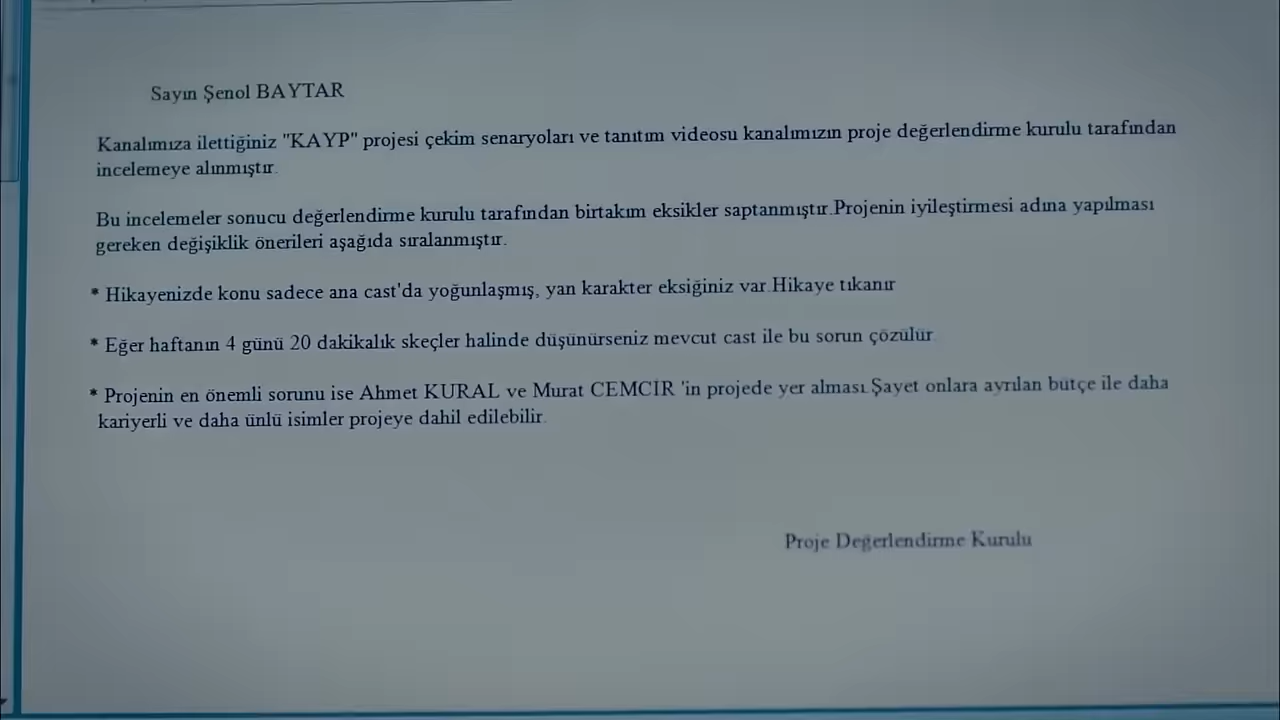 Sayın Şenol BAYTAR
Kanalımıza ilettiğiniz "KAYP" projesi çekim senaryoları ve tanıtım videosu kanalımızın proje değerlendirme kurulu tarafından
incelemeye alınmıştır.
Bu incelemeler sonucu değerlendirme kurulu tarafından birtakım eksikler saptanmıştır.Projenin iyileştirmesi adına yapılması
gereken değişiklik önerileri aşağıda sıralanmıştır.
* Hikayenizde konu sadece ana cast'da yoğunlaşmış, yan karakter eksiğiniz var.Hikaye tıkanır
* Eğer haftanın 4 günü 20 dakikalık skeçler halinde düşünürseniz mevcut cast ile bu sorun çözülür.
* Projenin en önemli sorunu ise Ahmet KURAL ve Murat CEMCIR 'in projede yer alması.Şayet onlara ayrılan bütçe ile daha
kariyerli ve daha ünlü isimler projeye dahil edilebilir.
Proje Değerlendirme Kurulu